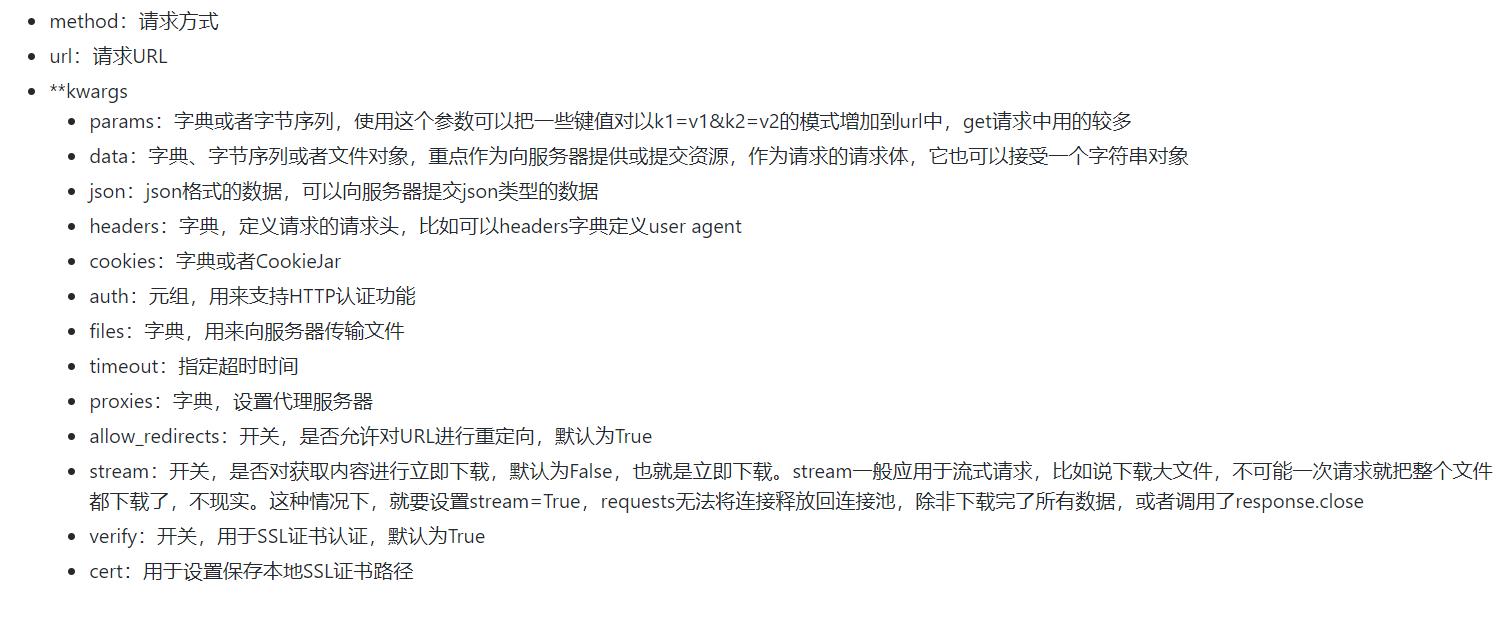 method：请求方式
url：请求URL
**kwargs
params：字典或者字节序列，使用这个参数可以把一些键值对以k1=v1&k2=v2的模式增加到url中，get请求中用的较多
data：字典、字节序列或者文件对象，重点作为向服务器提供或提交资源，作为请求的请求体，它也可以接受一个字符串对象
json：json格式的数据，可以向服务器提交json类型的数据
headers：字典，定义请求的请求头，比如可以headers字典定义user agent
cookies：字典或者CookieJar
auth：元组，用来支持HTTP认证功能
files：字典，用来向服务器传输文件
timeout：指定超时时间
proxies：字典，设置代理服务器
allow_redirects：开关，是否允许对URL进行重定向，默认为True
stream：开关，是否对获取内容进行立即下载，默认为False，也就是立即下载。stream一般应用于流式请求，比如说下载大文件，不可能一次请求就把整个文件
都下载了，不现实。这种情况下，就要设置stream=True，requests无法将连接释放回连接池，除非下载完了所有数据，或者调用了response.close
verify：开关，用于SSL证书认证，默认为True
cert：用于设置保存本地SSL证书路径